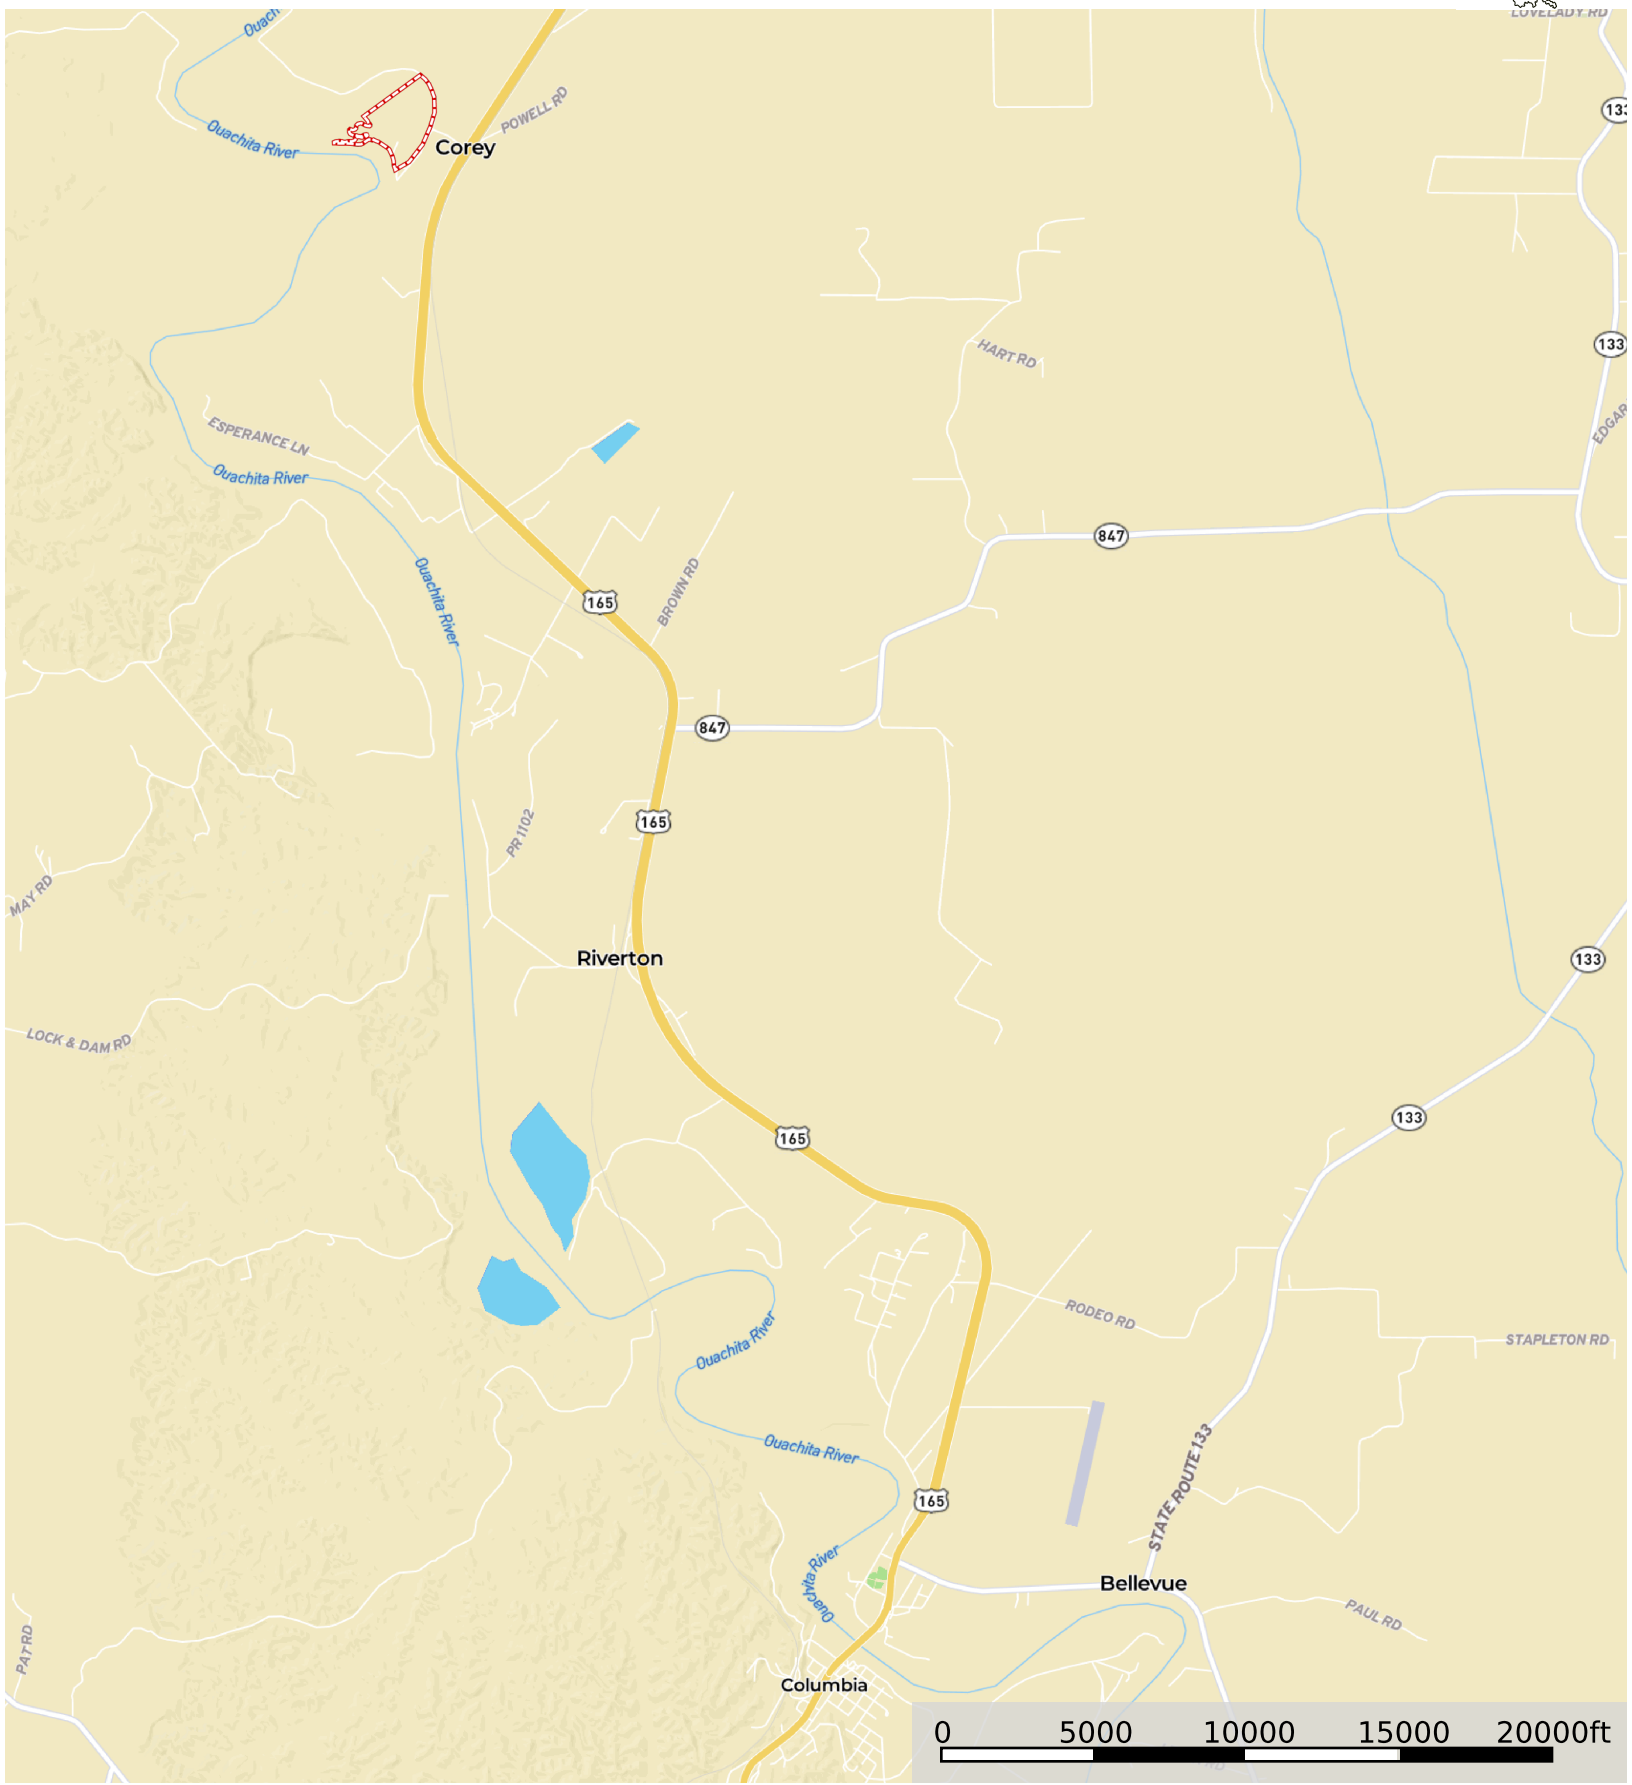 LOVELADY RD
Ouach
133
POWELL RD
Ouachita River
Corey
133
HART RD
EDGAR
ESPERANCE LN
Ouachita River
847
Ouachita River
BROWN RD
165
847
165
PR 1102
MAY RD
Riverton
133
LOCK & DAM RD
133
165
RODEO RD
Ouachita River
STAPLETON RD
Ouachita River
STATE ROUTE 133
165
Ouachita River
Bellevue
PAUL RD
PAT RD
Columbia
0 5000 10000 15000 20000ft